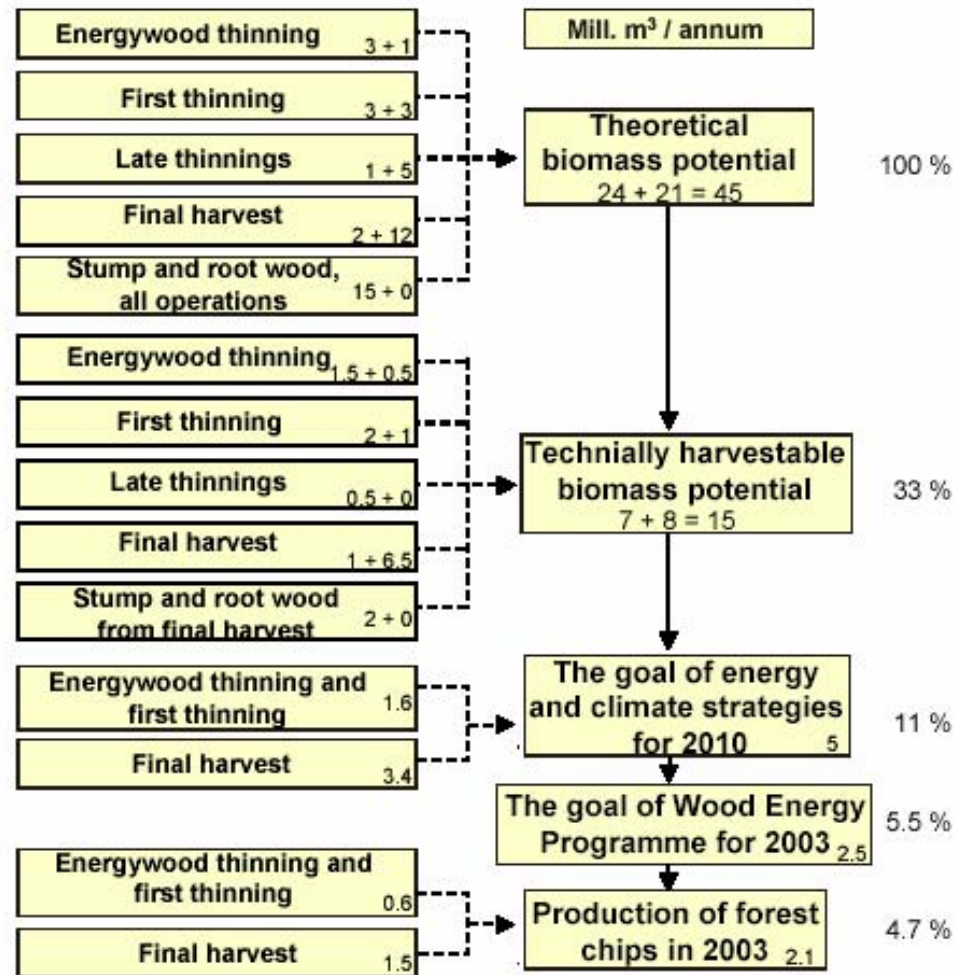 Energywood thinning 3 + 1
First thinning 3 + 3
Late thinnings 1 + 5
Final harvest 2 + 12
Stump and root wood,
all operations 15 + 0
Energywood thinning 1.5 + 0.5
First thinning 2 + 1
Late thinnings 0.5 + 0
Final harvest 1 + 6.5
Stump and root wood
from final harvest 2 + 0
Energywood thinning and
first thinning 1.6
Final harvest 3.4
Energywood thinning and
first thinning 0.6
Final harvest 1.5
Mill. m³ / annum
Theoretical
biomass potential
24 + 21 = 45
100 %
Technially harvestable
biomass potential
7 + 8 = 15
33 %
The goal of energy
and climate strategies
for 2010 5
11 %
The goal of Wood Energy
Programme for 2003 2.5
5.5 %
Production of forest
chips in 2003 2.1
4.7 %